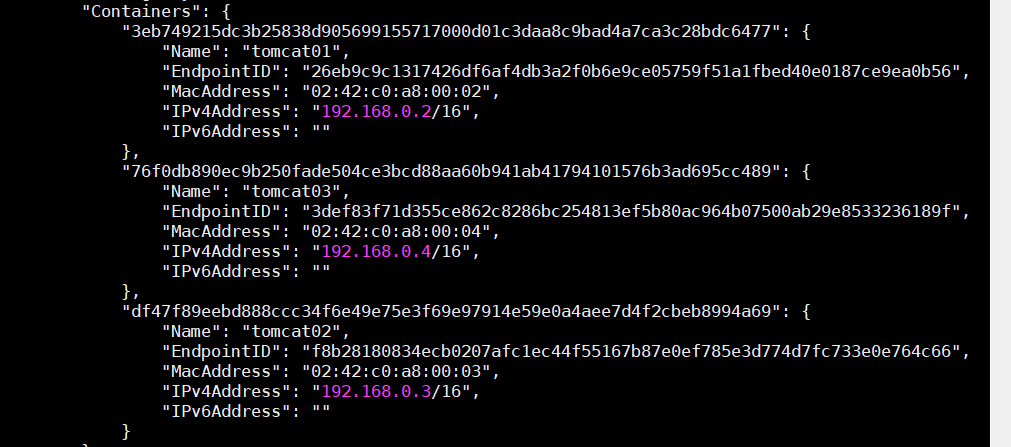 "Containers": {
"3eb749215dc3b25838d905699155717000d01c3daa8c9bad4a7ca3c28bdc6477": {
"Name": "tomcat01",
"EndpointID": "26eb9c9c1317426df6af4db3a2f0b6e9ce05759f51a1fbed40e0187ce9ea0b56",
"MacAddress": "02:42:c0:a8:00:02",
"IPv4Address": "192.168.0.2/16",
"IPv6Address": ""
},
"76f0db890ec9b250fade504ce3bcd88aa60b941ab41794101576b3ad695cc489": {
"Name": "tomcat03",
"EndpointID": "3def83f71d355ce862c8286bc254813ef5b80ac964b07500ab29e8533236189f",
"MacAddress": "02:42:c0:a8:00:04",
"IPv4Address": "192.168.0.4/16",
"IPv6Address": ""
},
"df47f89eebd888ccc34f6e49e75e3f69e97914e59e0a4aee7d4f2cbeb8994a69": {
"Name": "tomcat02",
"EndpointID": "f8b28180834ecb0207afc1ec44f55167b87e0ef785e3d774d7fc733e0e764c66",
"MacAddress": "02:42:c0:a8:00:03",
"IPv4Address": "192.168.0.3/16",
"IPv6Address": ""
}